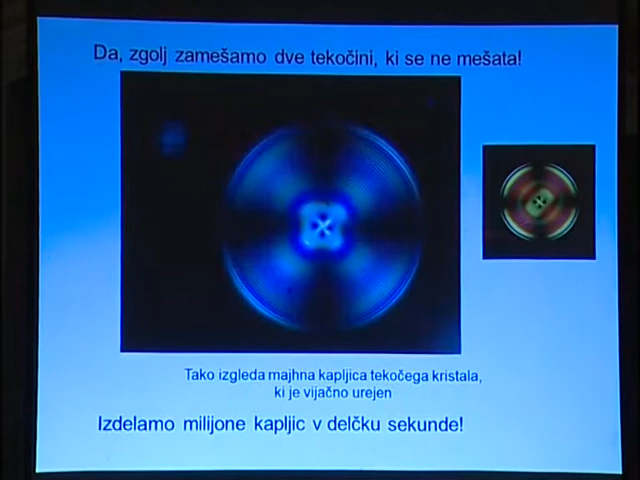 Da, zgolj zamešamo dve tekočini, ki se ne mešata!
Tako izgleda majhna kapljica tekočega kristala,
ki je vijačno urejen
Izdelamo milijone kapljic v delčku sekunde!